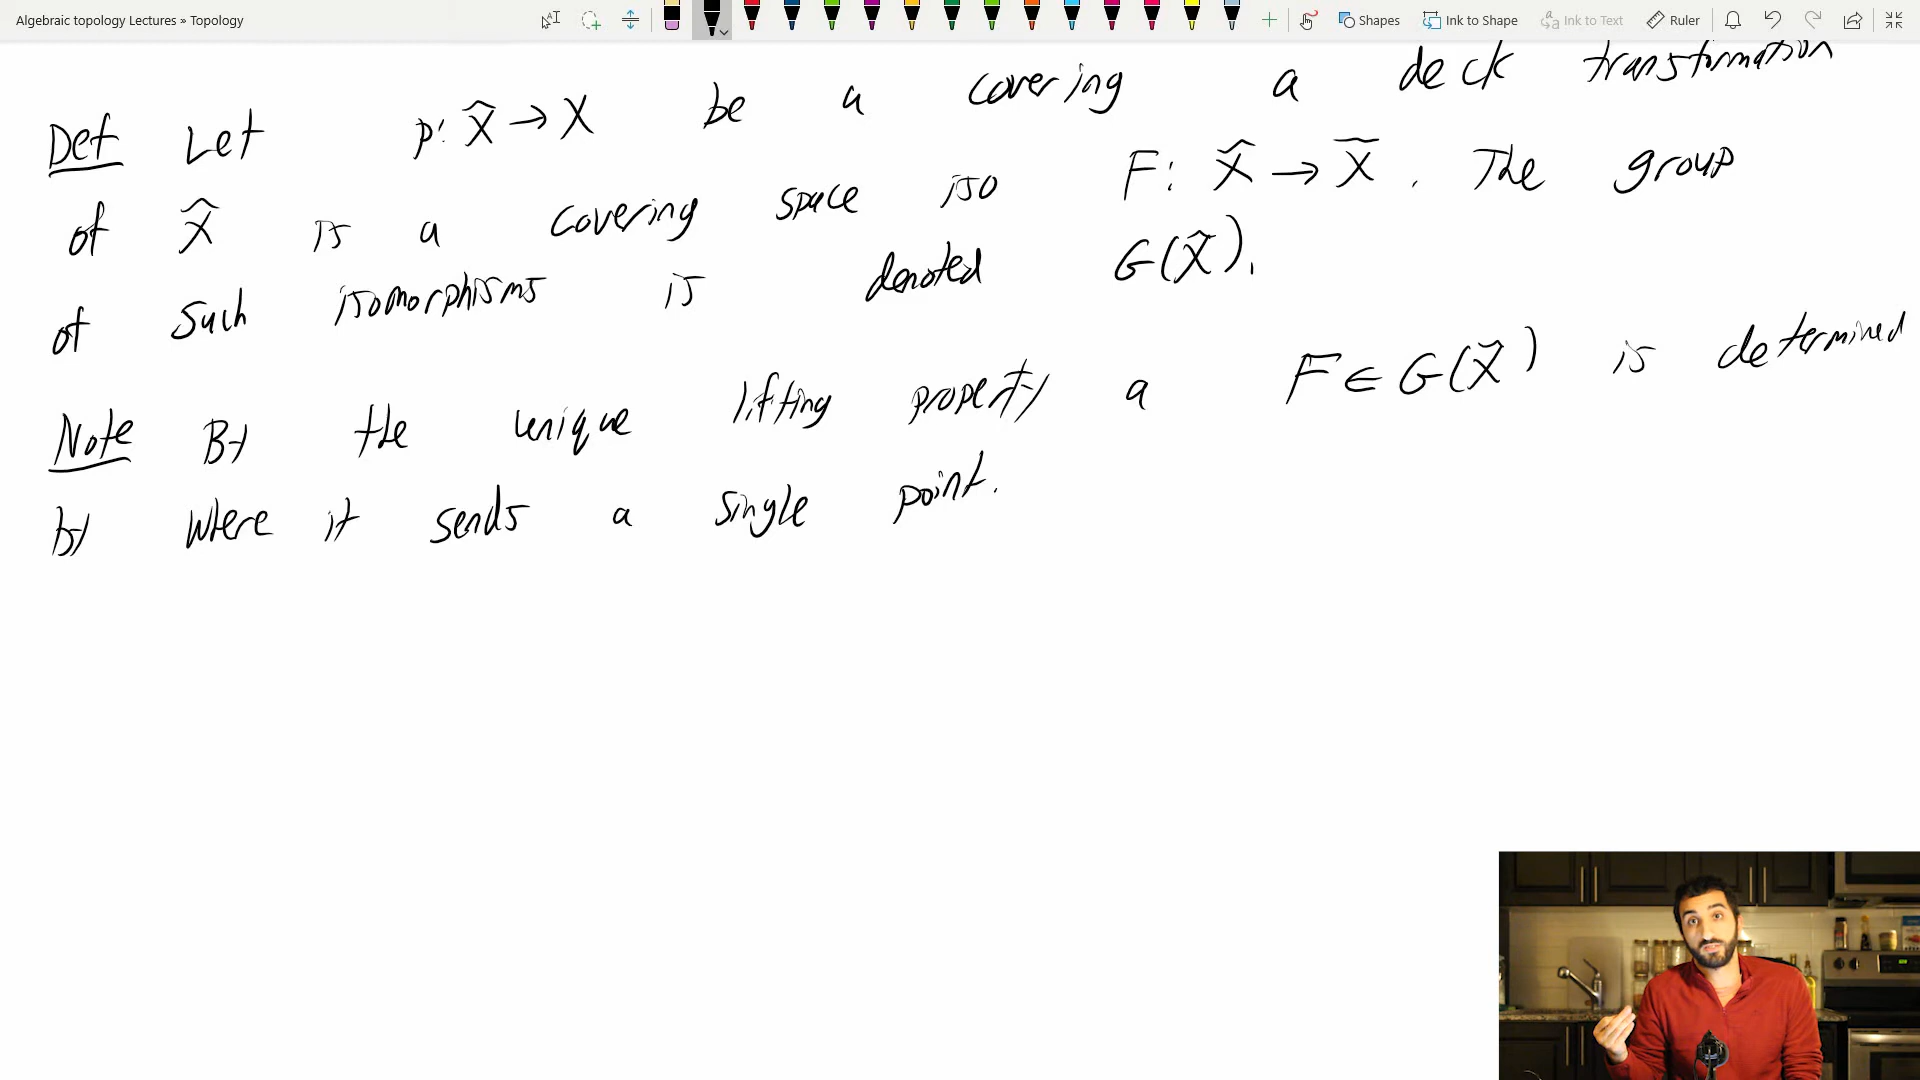 Algebraic topology Lectures » Topology
Shapes Ink to Shape Ink to Text Ruler
Def Let p: X̃ → X be a covering a deck transformation
of X̃ is a covering space iso F: X̃ → X̃. The group
of such isomorphisms is denoted G(X̃).
Note By the unique lifting property a F ∈ G(X̃) is determined
by where it sends a single point.